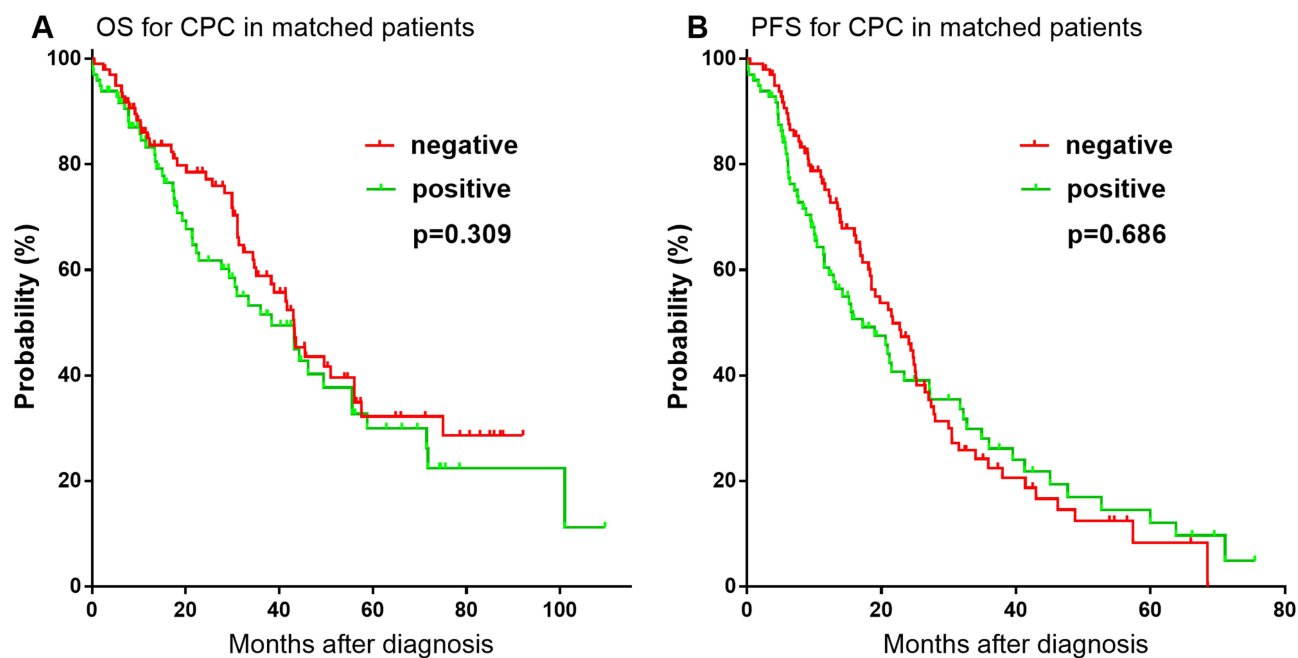 A OS for CPC in matched patients
100
80
60
40
20
0
Probability (%)
negative
positive
p=0.309
0 20 40 60 80 100
Months after diagnosis
B PFS for CPC in matched patients
100
80
60
40
20
0
Probability (%)
negative
positive
p=0.686
0 20 40 60 80
Months after diagnosis